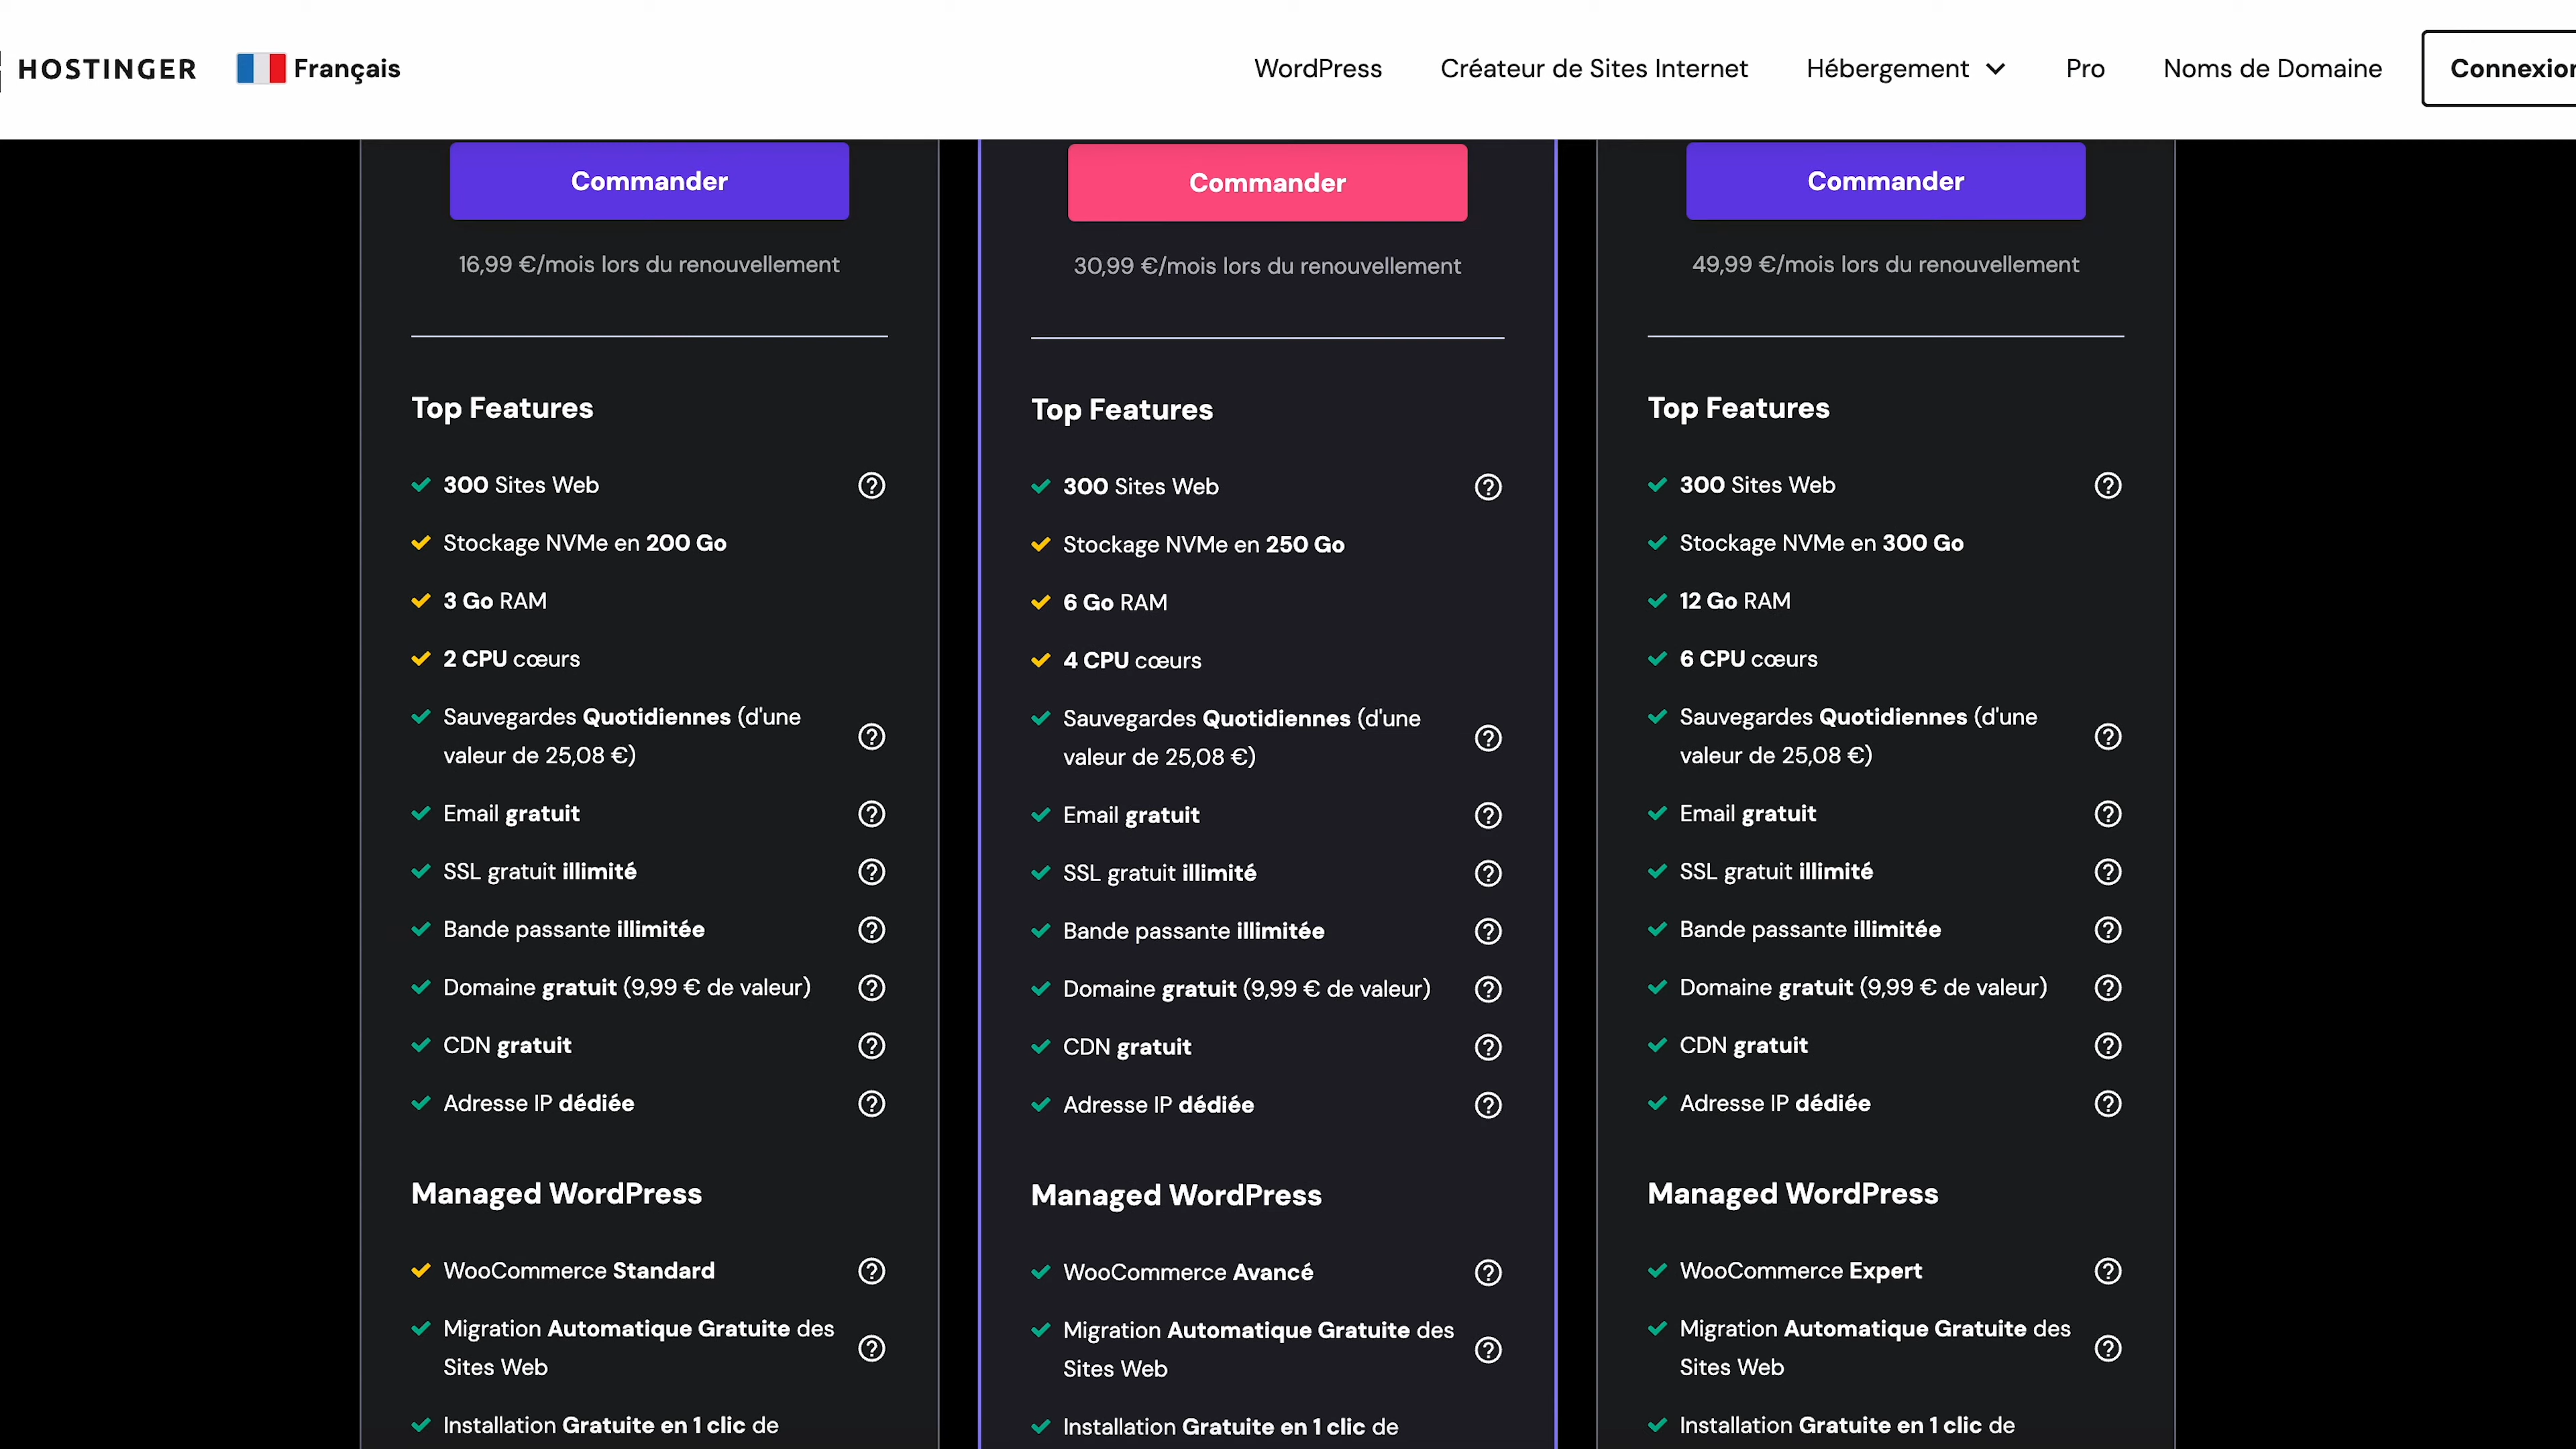 HOSTINGER
Français
WordPress
Créateur de Sites Internet
Hébergement
Pro
Noms de Domaine
Connexion
Commander
16,99 €/mois lors du renouvellement
Top Features
300 Sites Web
Stockage NVMe en 200 Go
3 Go RAM
2 CPU cœurs
Sauvegardes Quotidiennes (d'une
valeur de 25,08 €)
Email gratuit
SSL gratuit illimité
Bande passante illimitée
Domaine gratuit (9,99 € de valeur)
CDN gratuit
Adresse IP dédiée
Managed WordPress
WooCommerce Standard
Migration Automatique Gratuite des
Sites Web
Installation Gratuite en 1 clic de
Commander
30,99 €/mois lors du renouvellement
Top Features
300 Sites Web
Stockage NVMe en 250 Go
6 Go RAM
4 CPU cœurs
Sauvegardes Quotidiennes (d'une
valeur de 25,08 €)
Email gratuit
SSL gratuit illimité
Bande passante illimitée
Domaine gratuit (9,99 € de valeur)
CDN gratuit
Adresse IP dédiée
Managed WordPress
WooCommerce Avancé
Migration Automatique Gratuite des
Sites Web
Installation Gratuite en 1 clic de
Commander
49,99 €/mois lors du renouvellement
Top Features
300 Sites Web
Stockage NVMe en 300 Go
12 Go RAM
6 CPU cœurs
Sauvegardes Quotidiennes (d'une
valeur de 25,08 €)
Email gratuit
SSL gratuit illimité
Bande passante illimitée
Domaine gratuit (9,99 € de valeur)
CDN gratuit
Adresse IP dédiée
Managed WordPress
WooCommerce Expert
Migration Automatique Gratuite des
Sites Web
Installation Gratuite en 1 clic de